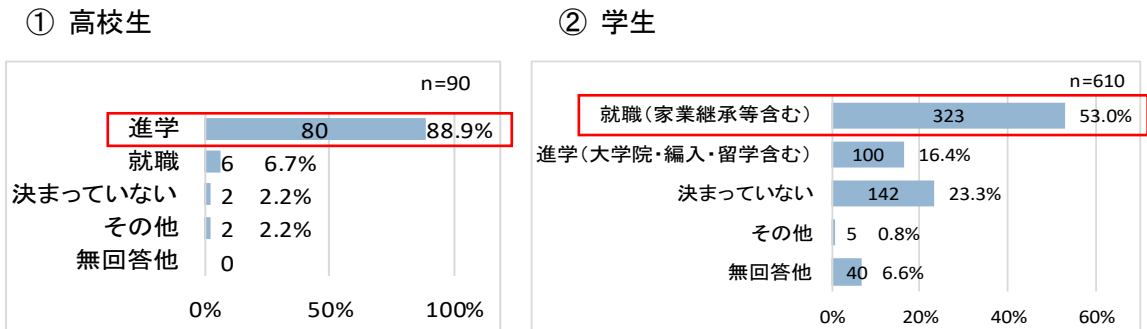 ① 高校生
n=90
進学 80 88.9%
就職 6 6.7%
決まっていない 2 2.2%
その他 2 2.2%
無回答他 0
0% 50% 100%
② 学生
n=610
就職(家業継承等含む) 323 53.0%
進学(大学院・編入・留学含む) 100 16.4%
決まっていない 142 23.3%
その他 5 0.8%
無回答他 40 6.6%
0% 20% 40% 60%